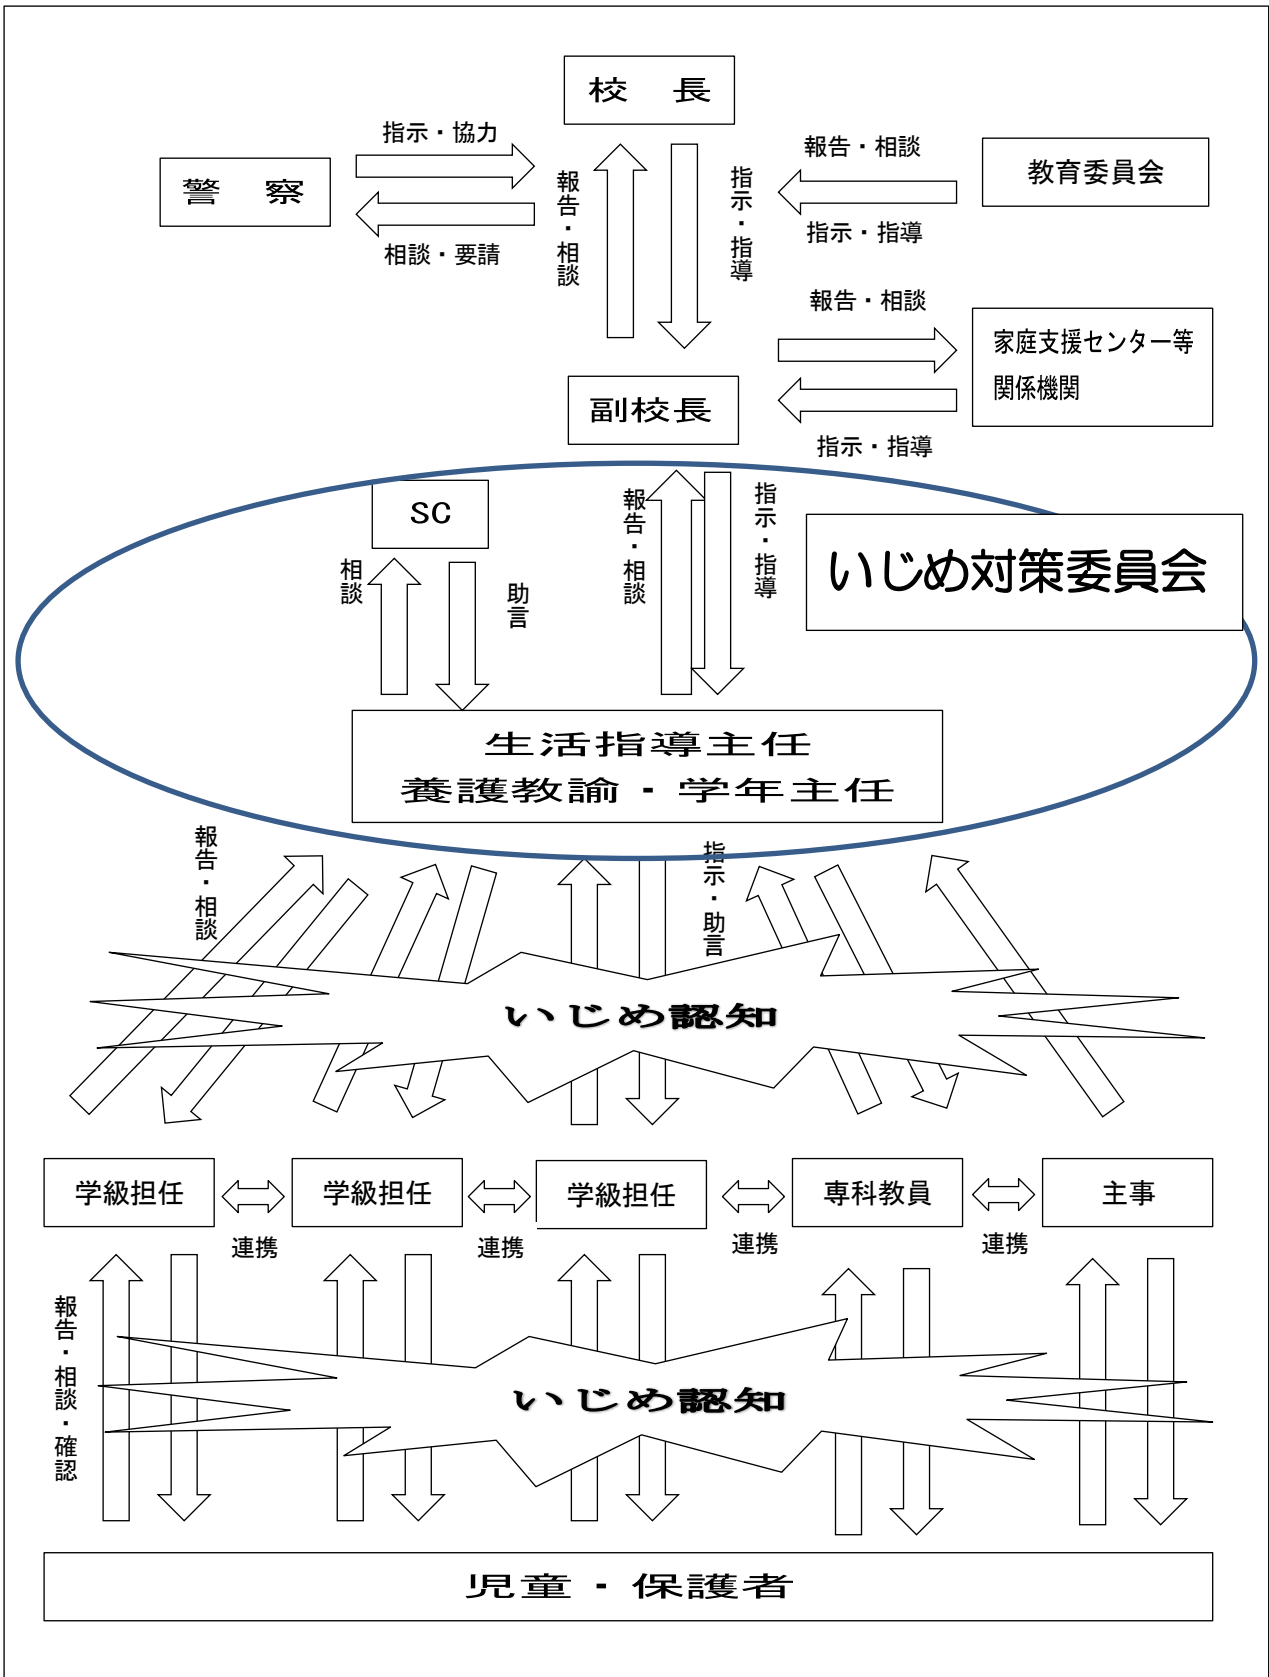 校　長
指示・協力
報告・相談
警　察
教育委員会
報告・相談
指示・指導
相談・要請
指示・指導
報告・相談
家庭支援センター等
関係機関
副校長
指示・指導
SC
報告・相談
指示・指導
いじめ対策委員会
相談
助言
生活指導主任
養護教諭・学年主任
報告・相談
指示・助言
いじめ認知
学級担任
学級担任
学級担任
専科教員
主事
連携
連携
連携
連携
報告・相談・確認
いじめ認知
児童・保護者